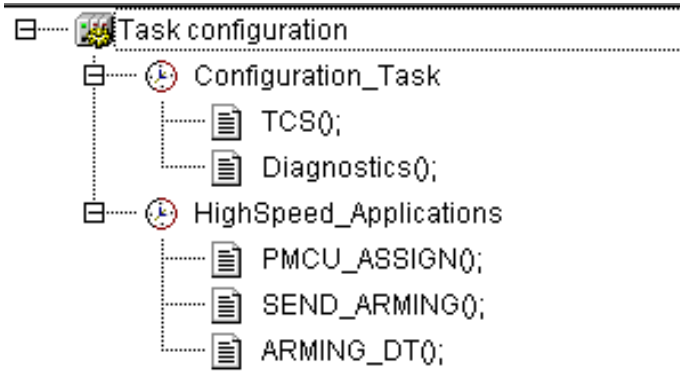 Task configuration
Configuration_Task
TCS();
Diagnostics();
HighSpeed_Applications
PMCU_ASSIGN();
SEND_ARMING();
ARMING_DT();